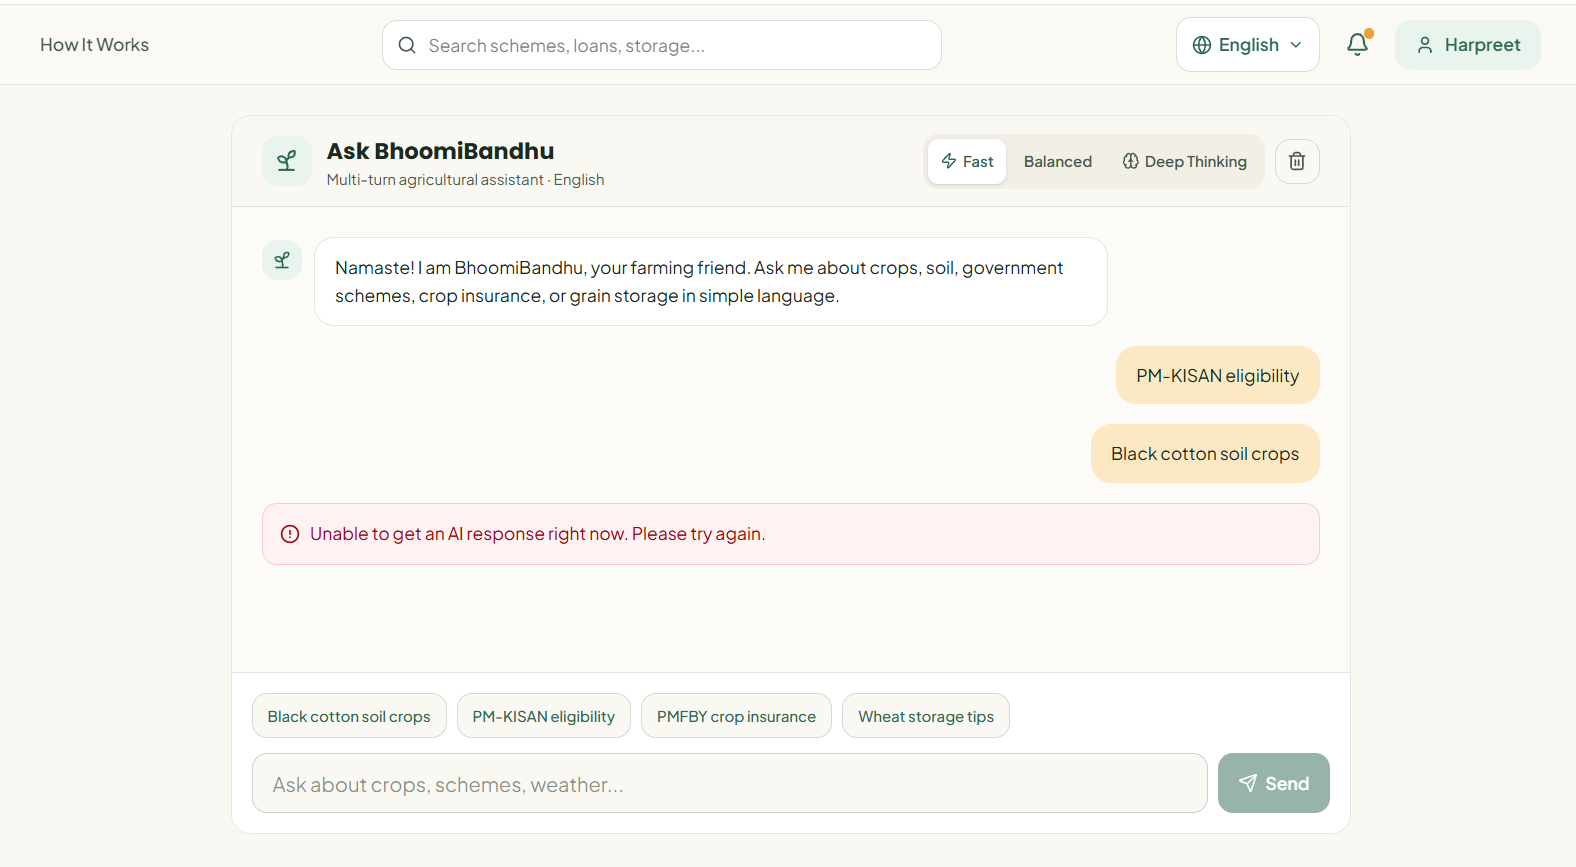 How It Works
Search schemes, loans, storage...
English
Harpreet
Ask BhoomiBandhu
Multi-turn agricultural assistant · English
Fast
Balanced
Deep Thinking
Namaste! I am BhoomiBandhu, your farming friend. Ask me about crops, soil, government
schemes, crop insurance, or grain storage in simple language.
PM-KISAN eligibility
Black cotton soil crops
Unable to get an AI response right now. Please try again.
Black cotton soil crops
PM-KISAN eligibility
PMFBY crop insurance
Wheat storage tips
Ask about crops, schemes, weather...
Send